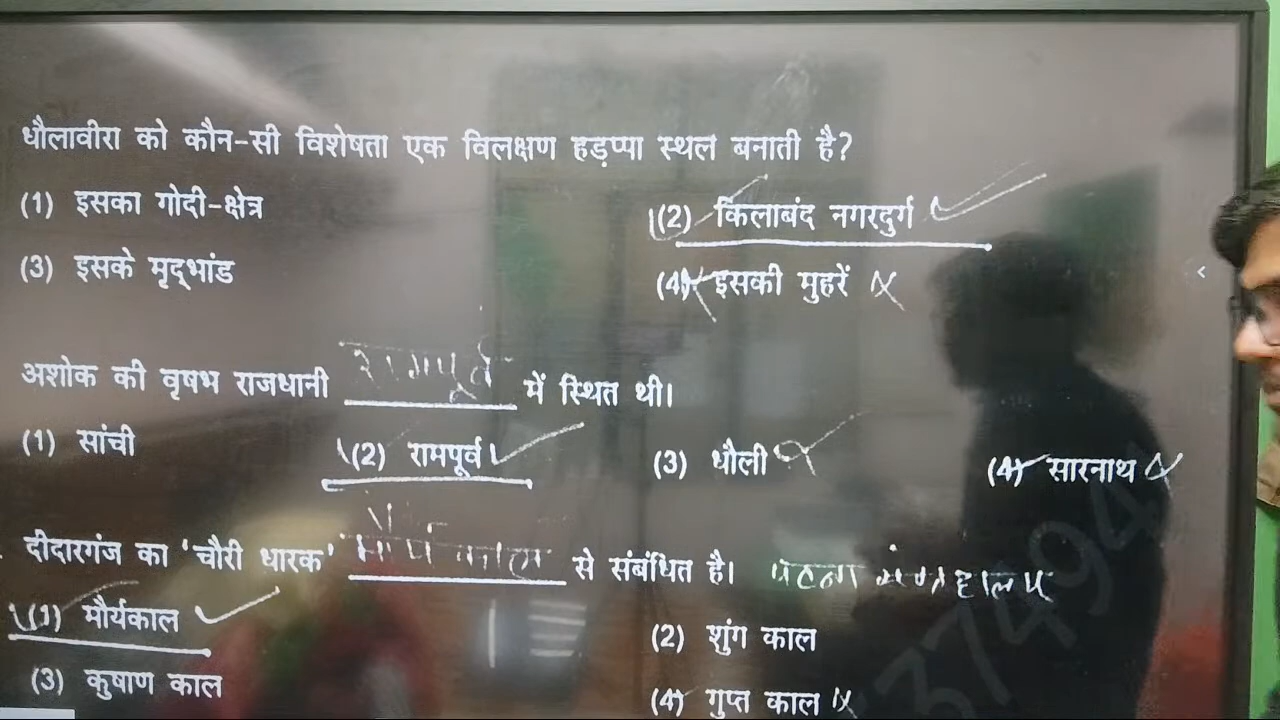 धौलावीरा को कौन-सी विशेषता एक विलक्षण हड़प्पा स्थल बनाती है?
(1) इसका गोदी-क्षेत्र (2) किलाबंद नगरदुर्ग
(3) इसके मृद्भांड (4) इसकी मुहरें
अशोक की वृषभ राजधानी रामपूर्व में स्थित थी।
(1) सांची (2) रामपूर्व (3) धौली (4) सारनाथ
दीदारगंज का 'चौरी धारक' मौर्य काल से संबंधित है। पटना संग्रहालय
(1) मौर्यकाल (2) शुंग काल
(3) कुषाण काल (4) गुप्त काल
37494